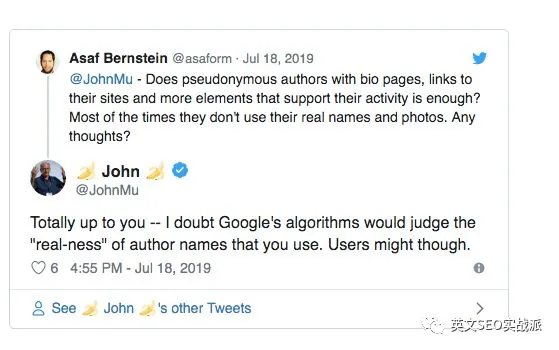 Asaf Bernstein @asaform · Jul 18, 2019
@JohnMu - Does pseudonymous authors with bio pages, links to
their sites and more elements that support their activity is enough?
Most of the times they don't use their real names and photos. Any
thoughts?
🍌 John 🍌
@JohnMu
Totally up to you -- I doubt Google's algorithms would judge the
"real-ness" of author names that you use. Users might though.
6 4:55 PM - Jul 18, 2019
See 🍌 John 🍌's other Tweets
英文SEO实战派